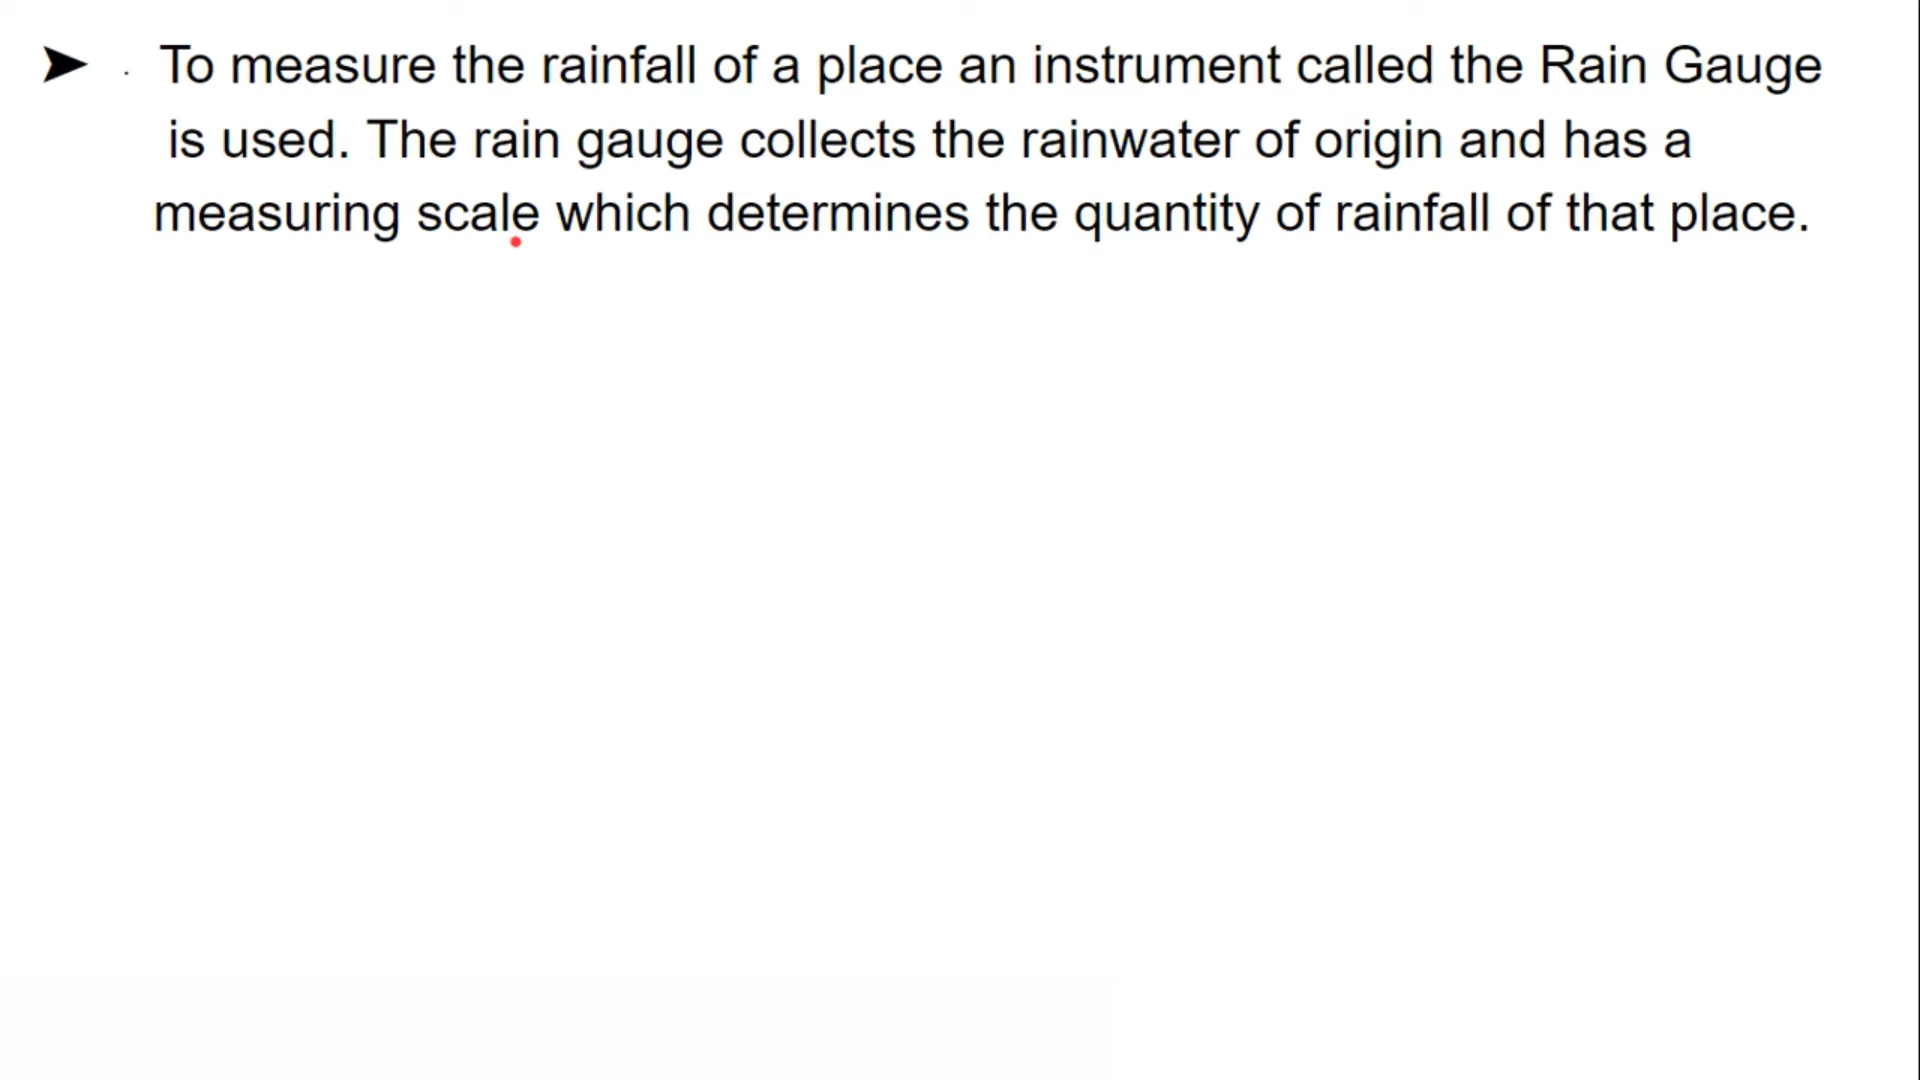 ➤ . To measure the rainfall of a place an instrument called the Rain Gauge
is used. The rain gauge collects the rainwater of origin and has a
measuring scale which determines the quantity of rainfall of that place.